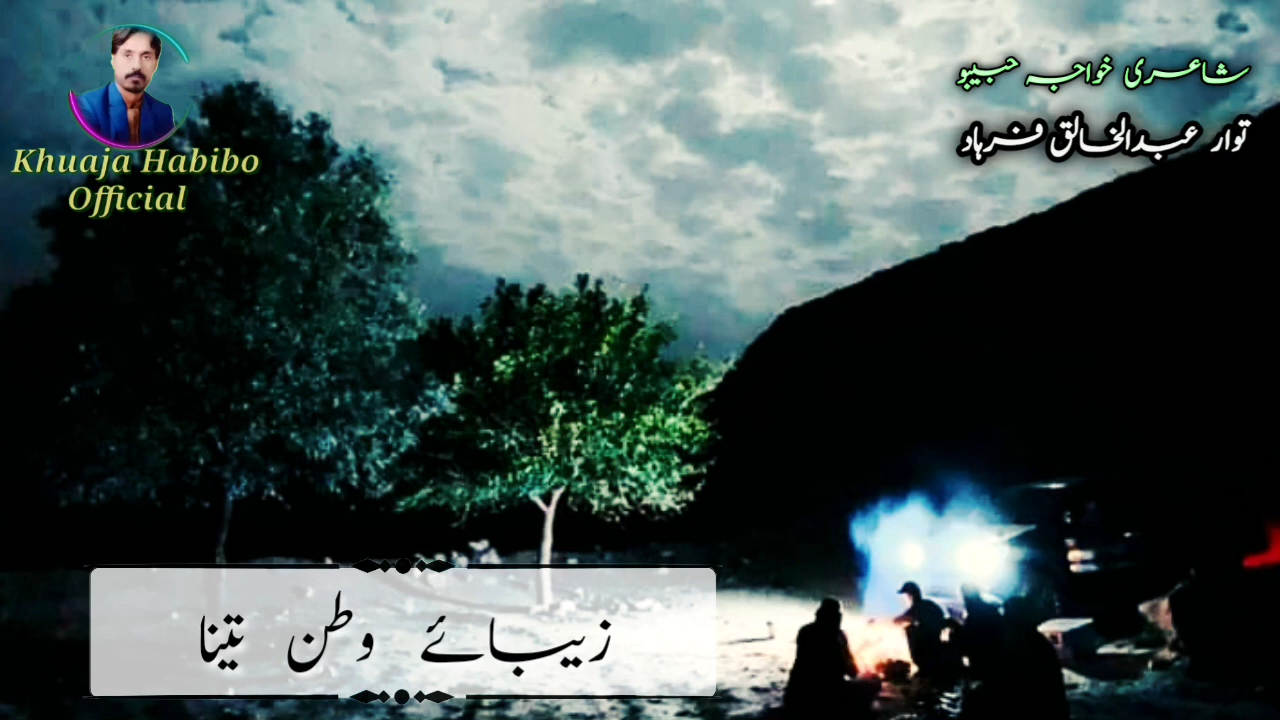 Khuaja Habibo
Official
شاعری خواجہ حبیبو
توار عبدالخالق فرہاد
زیبائے وطن تینا